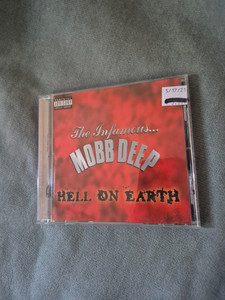 The Infamous...
MOBB DEEP
HELL ON EARTH